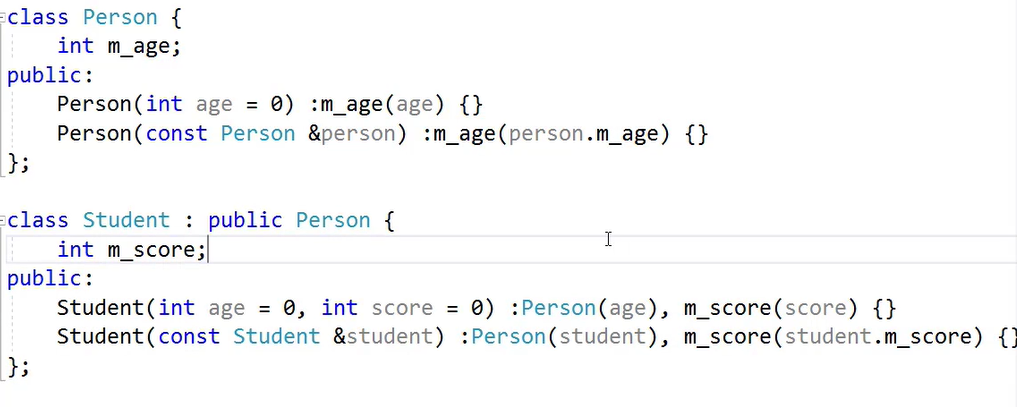 class Person {
    int m_age;
public:
    Person(int age = 0) :m_age(age) {}
    Person(const Person &person) :m_age(person.m_age) {}
};

class Student : public Person {
    int m_score;
public:
    Student(int age = 0, int score = 0) :Person(age), m_score(score) {}
    Student(const Student &student) :Person(student), m_score(student.m_score) {}
};